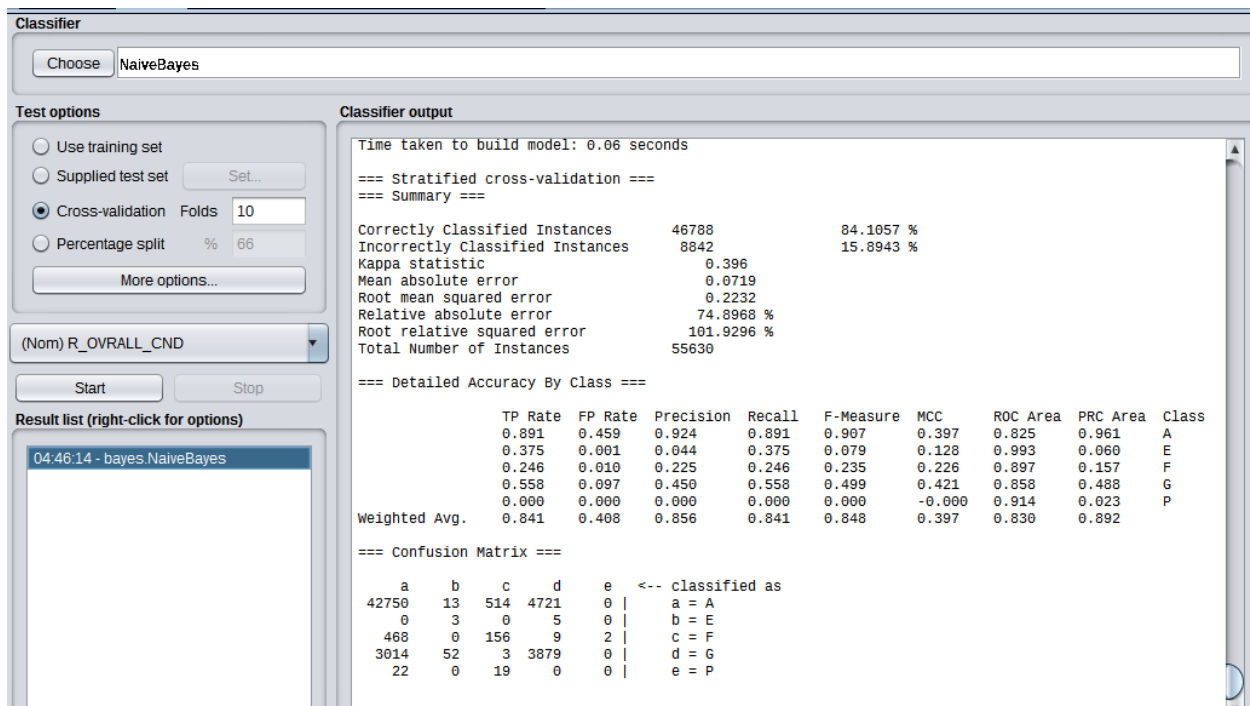 Classifier
Choose NaiveBayes
Test options
Use training set
Supplied test set Set...
Cross-validation Folds 10
Percentage split % 66
More options...
(Nom) R_OVRALL_CND
Start Stop
Result list (right-click for options)
04:46:14 - bayes.NaiveBayes
Classifier output
Time taken to build model: 0.06 seconds
=== Stratified cross-validation ===
=== Summary ===
Correctly Classified Instances 46788 84.1057 %
Incorrectly Classified Instances 8842 15.8943 %
Kappa statistic 0.396
Mean absolute error 0.0719
Root mean squared error 0.2232
Relative absolute error 74.8968 %
Root relative squared error 101.9296 %
Total Number of Instances 55630
=== Detailed Accuracy By Class ===
TP Rate FP Rate Precision Recall F-Measure MCC ROC Area PRC Area Class
0.891 0.459 0.924 0.891 0.907 0.397 0.825 0.961 A
0.375 0.001 0.044 0.375 0.079 0.128 0.993 0.060 E
0.246 0.010 0.225 0.246 0.235 0.226 0.897 0.157 F
0.558 0.097 0.450 0.558 0.499 0.421 0.858 0.488 G
0.000 0.000 0.000 0.000 0.000 -0.000 0.914 0.023 P
Weighted Avg. 0.841 0.408 0.856 0.841 0.848 0.397 0.830 0.892
=== Confusion Matrix ===
a b c d e <-- classified as
42750 13 514 4721 0 | a = A
0 3 0 5 0 | b = E
468 0 156 9 2 | c = F
3014 52 3 3879 0 | d = G
22 0 19 0 0 | e = P